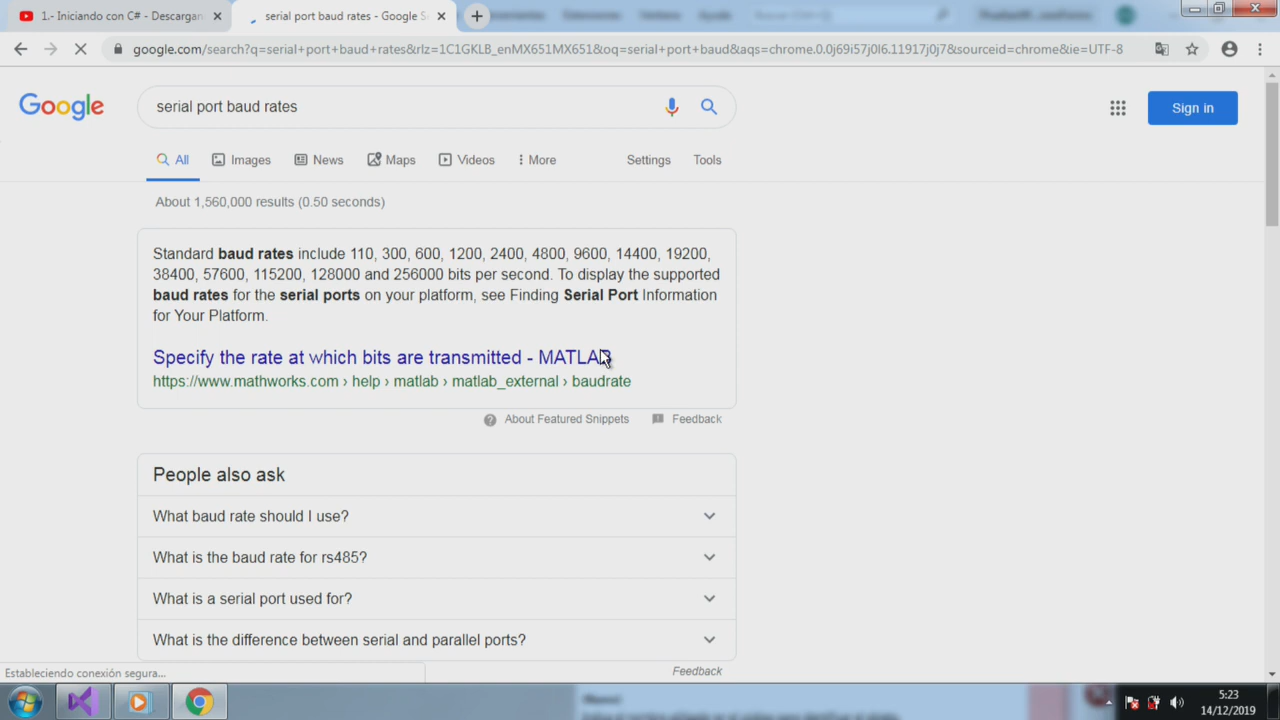 1.- Iniciando con C# - Descargan
serial port baud rates - Google S
google.com/search?q=serial+port+baud+rates&rlz=1C1GKLB_enMX651MX651&oq=serial+port+baud&aqs=chrome.0.0j69i57j0l6.11917j0j7&sourceid=chrome&ie=UTF-8
Google
serial port baud rates
Sign in
All
Images
News
Maps
Videos
More
Settings
Tools
About 1,560,000 results (0.50 seconds)
Standard baud rates include 110, 300, 600, 1200, 2400, 4800, 9600, 14400, 19200,
38400, 57600, 115200, 128000 and 256000 bits per second. To display the supported
baud rates for the serial ports on your platform, see Finding Serial Port Information
for Your Platform.
Specify the rate at which bits are transmitted - MATLAB
https://www.mathworks.com › help › matlab › matlab_external › baudrate
About Featured Snippets
Feedback
People also ask
What baud rate should I use?
What is the baud rate for rs485?
What is a serial port used for?
What is the difference between serial and parallel ports?
Feedback
Estableciendo conexión segura...
5:23
14/12/2019